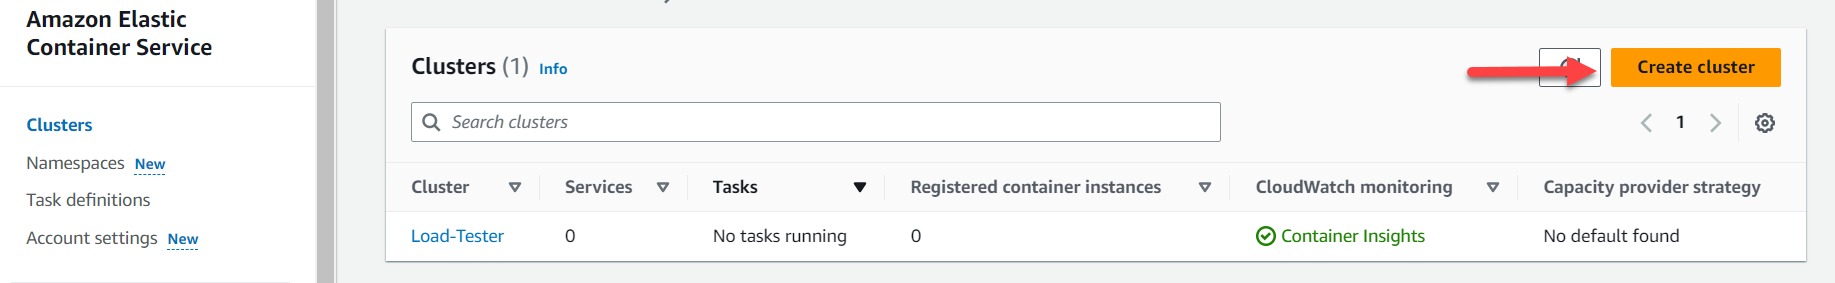 Amazon Elastic
Container Service
Clusters
Namespaces New
Task definitions
Account settings New
Clusters (1) Info
Create cluster
Search clusters
1
Cluster Services Tasks Registered container instances CloudWatch monitoring Capacity provider strategy
Load-Tester 0 No tasks running 0 Container Insights No default found